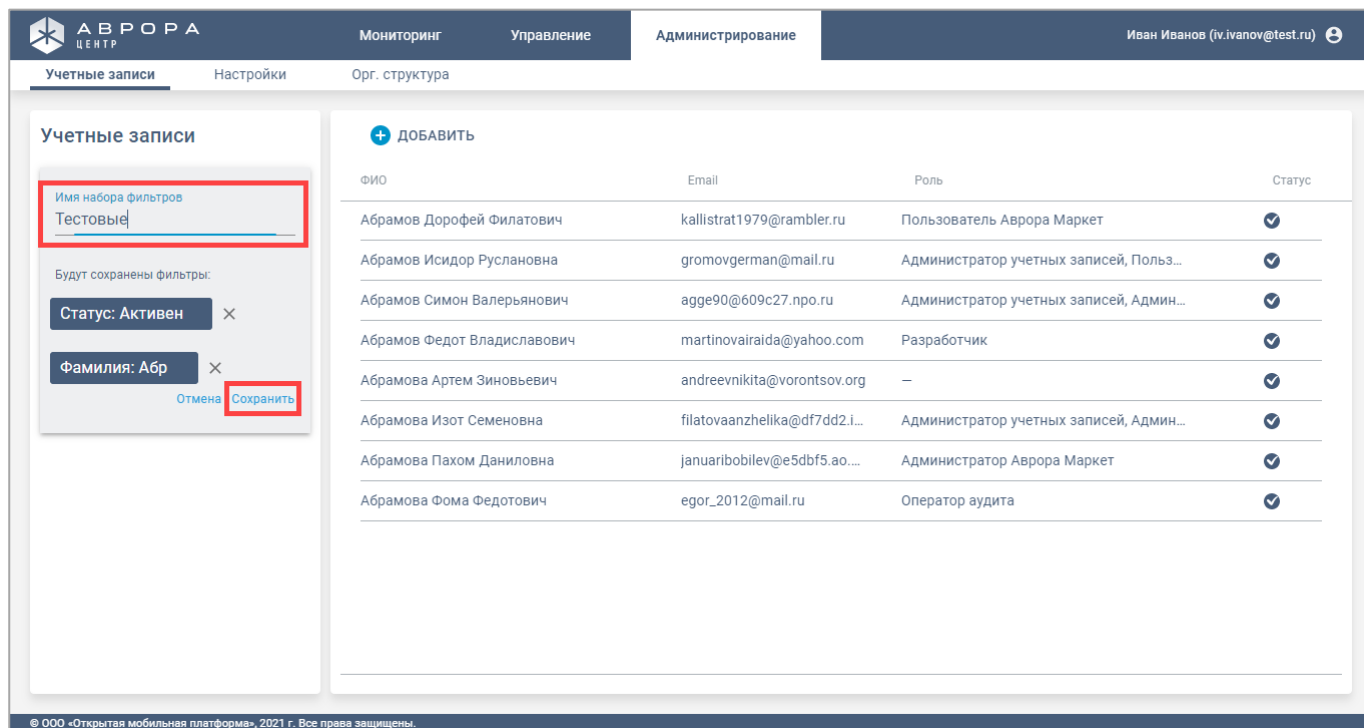 АВРОРА
ЦЕНТР
Мониторинг Управление Администрирование Иван Иванов (iv.ivanov@test.ru)
Учетные записи Настройки Орг. структура
Учетные записи
ДОБАВИТЬ
ФИО Email Роль Статус
Имя набора фильтров
Тестовые
Абрамов Дорофей Филатович kallistrat1979@rambler.ru Пользователь Аврора Маркет
Абрамов Исидор Руслановна gromovgerman@mail.ru Администратор учетных записей, Польз...
Будут сохранены фильтры:
Абрамов Симон Валерьянович agge90@609c27.npo.ru Администратор учетных записей, Админ...
Статус: Активен
Абрамов Федот Владиславович martinovairaida@yahoo.com Разработчик
Фамилия: Абр
Абрамова Артем Зиновьевич andreevnikita@vorontsov.org —
Отмена Сохранить
Абрамова Изот Семеновна filatovaanzhelika@df7dd2.i... Администратор учетных записей, Админ...
Абрамова Пахом Даниловна januaribobilev@e5dbf5.ao.... Администратор Аврора Маркет
Абрамова Фома Федотович egor_2012@mail.ru Оператор аудита
© ООО «Открытая мобильная платформа», 2021 г. Все права защищены.